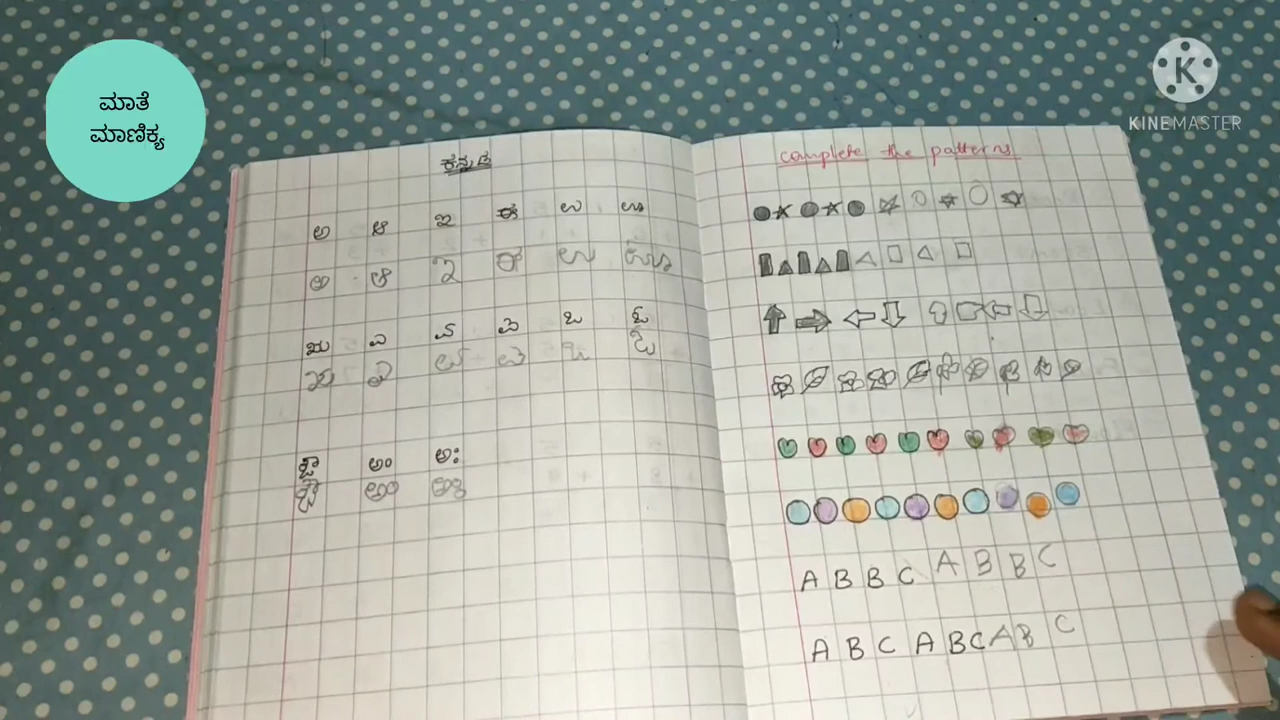 ಮಾತೆ
ಮಾಣಿಕ್ಯ
KINEMASTER
ಕನ್ನಡ
ಅ ಆ ಇ ಈ ಉ ಊ
ಅ ಆ ಇ ಈ ಉ ಊ
ಋ ಎ ಏ ಐ ಒ ಓ
ಋ ಎ ಏ ಐ ಒ ಓ
ಔ ಅಂ ಅಃ
ಔ ಅಂ ಅಃ
complete the patterns
A B B C A B B C
A B C A B C A B C